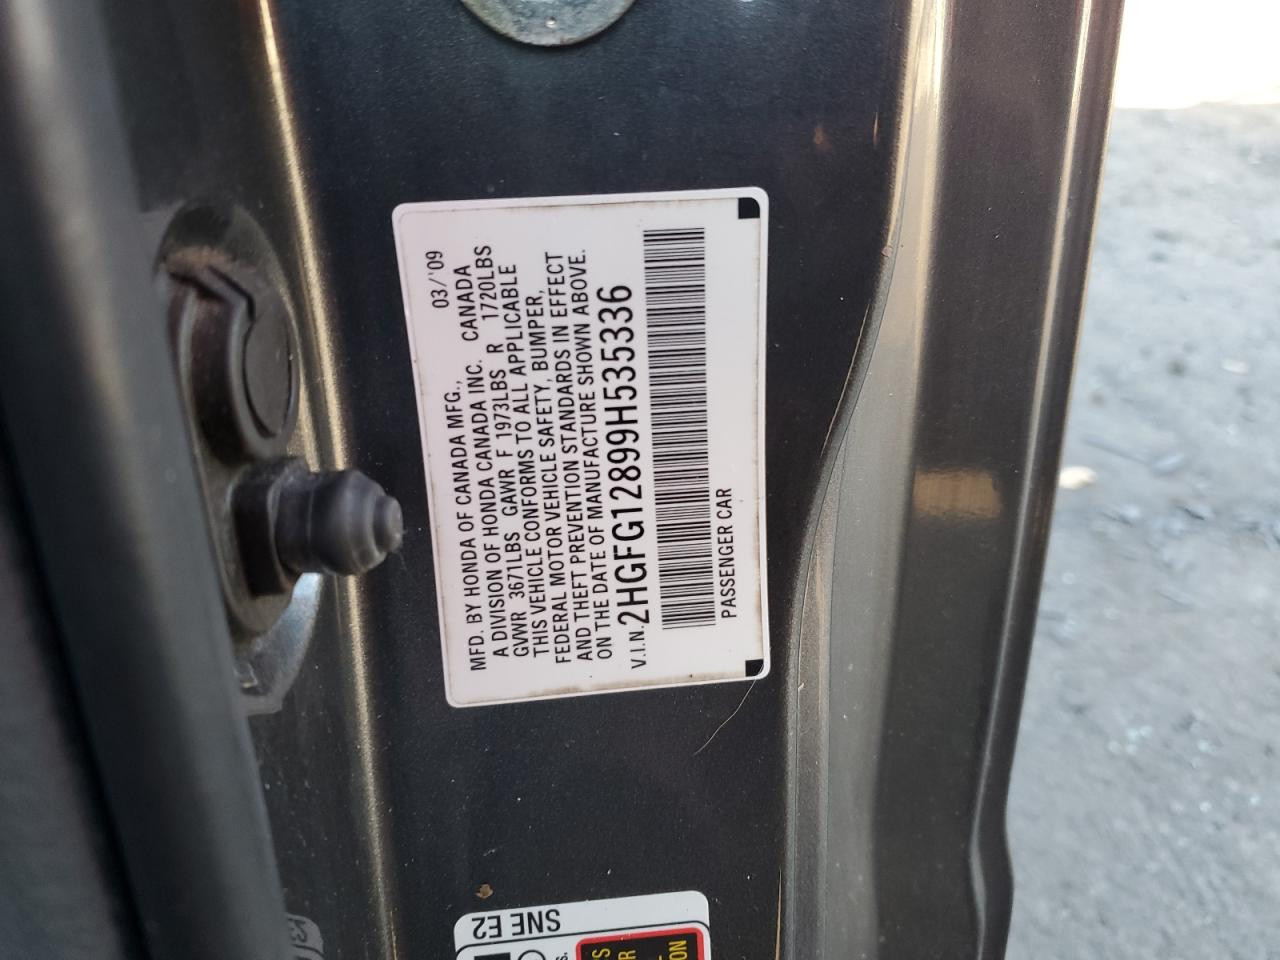 MFD. BY HONDA OF CANADA MFG., 03/'09
A DIVISION OF HONDA CANADA INC. CANADA
GVWR 3671LBS GAWR F 1973LBS R 1720LBS
THIS VEHICLE CONFORMS TO ALL APPLICABLE
FEDERAL MOTOR VEHICLE SAFETY, BUMPER,
AND THEFT PREVENTION STANDARDS IN EFFECT
ON THE DATE OF MANUFACTURE SHOWN ABOVE.
V.I.N. 2HGFG12899H535336
PASSENGER CAR
SNE E2